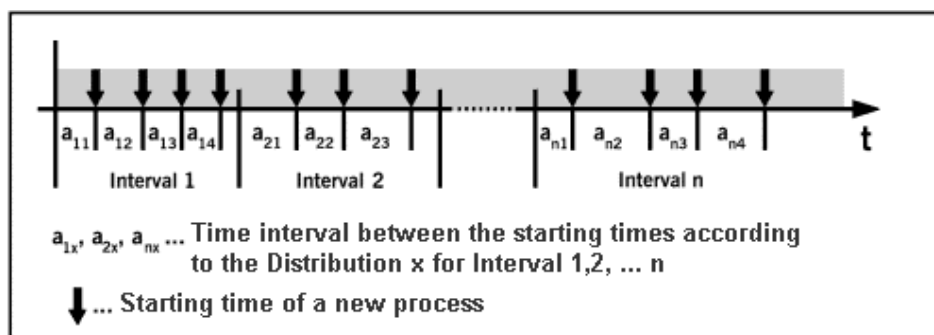 a11 a12 a13 a14 a21 a22 a23 an1 an2 an3 an4 t
Interval 1 Interval 2 Interval n
a1x, a2x, anx ... Time interval between the starting times according
to the Distribution x for Interval 1,2, ... n
... Starting time of a new process